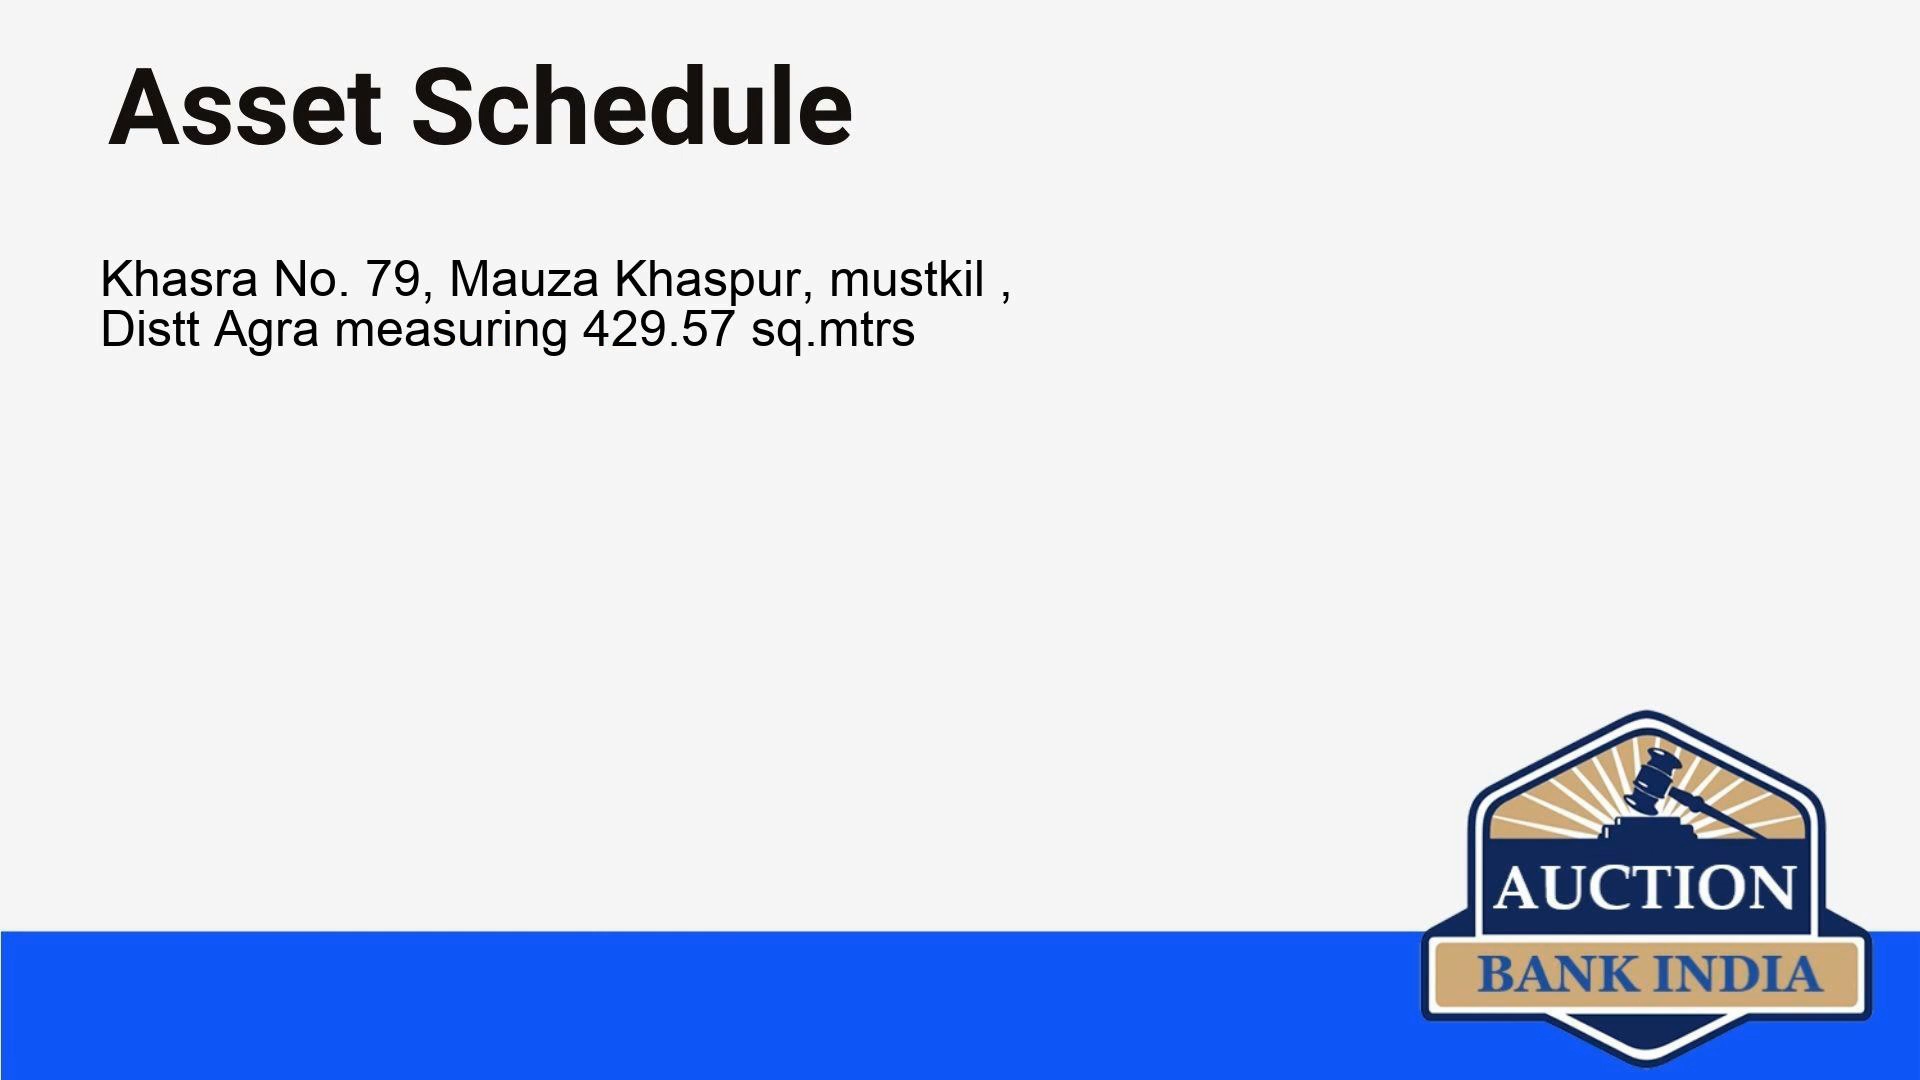 Asset Schedule
Khasra No. 79, Mauza Khaspur, mustkil ,
Distt Agra measuring 429.57 sq.mtrs
AUCTION
BANK INDIA